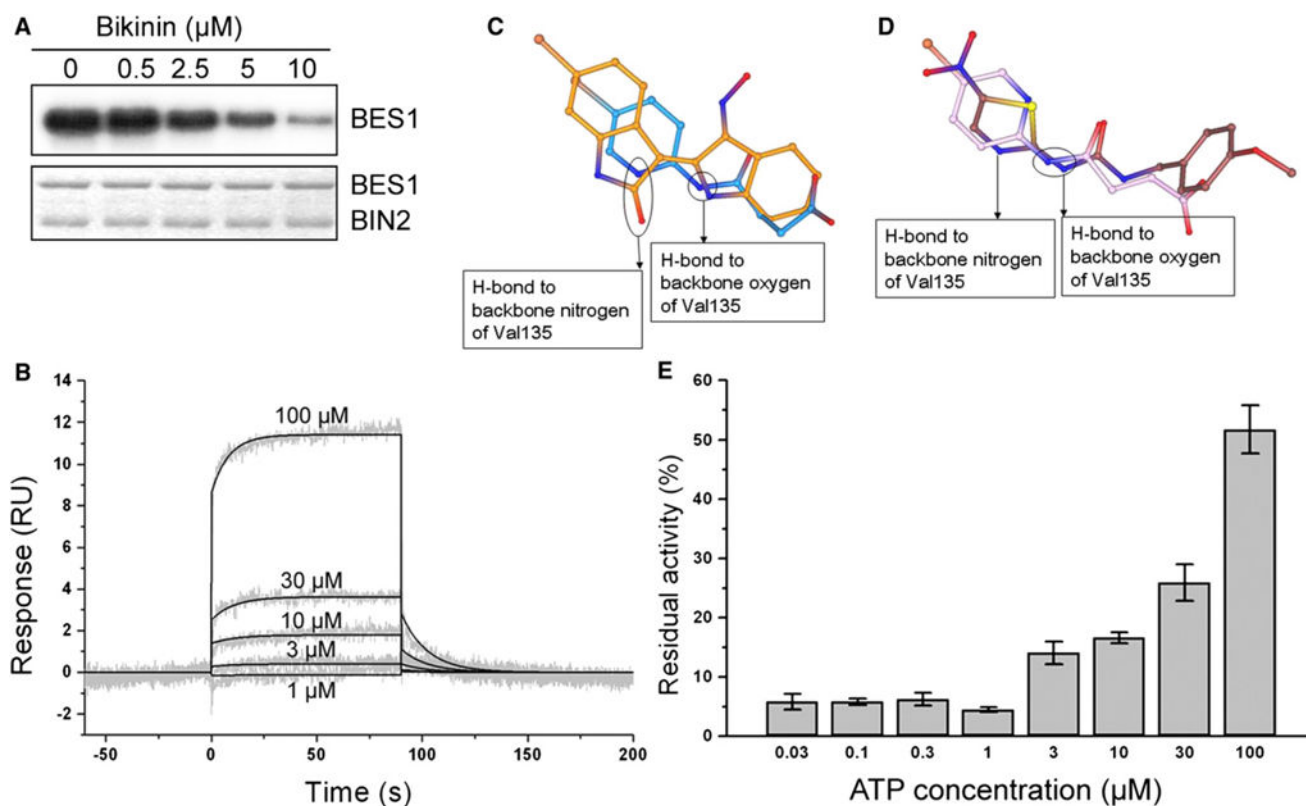 A
Bikinin (µM)
0 0.5 2.5 5 10
BES1
BES1
BIN2
C
H-bond to
backbone nitrogen
of Val135
H-bond to
backbone oxygen
of Val135
D
H-bond to
backbone nitrogen
of Val135
H-bond to
backbone oxygen
of Val135
B
Response (RU)
14
12
10
8
6
4
2
0
-2
100 µM
30 µM
10 µM
3 µM
1 µM
-50 0 50 100 150 200
Time (s)
E
Residual activity (%)
60
50
40
30
20
10
0
0.03 0.1 0.3 1 3 10 30 100
ATP concentration (µM)